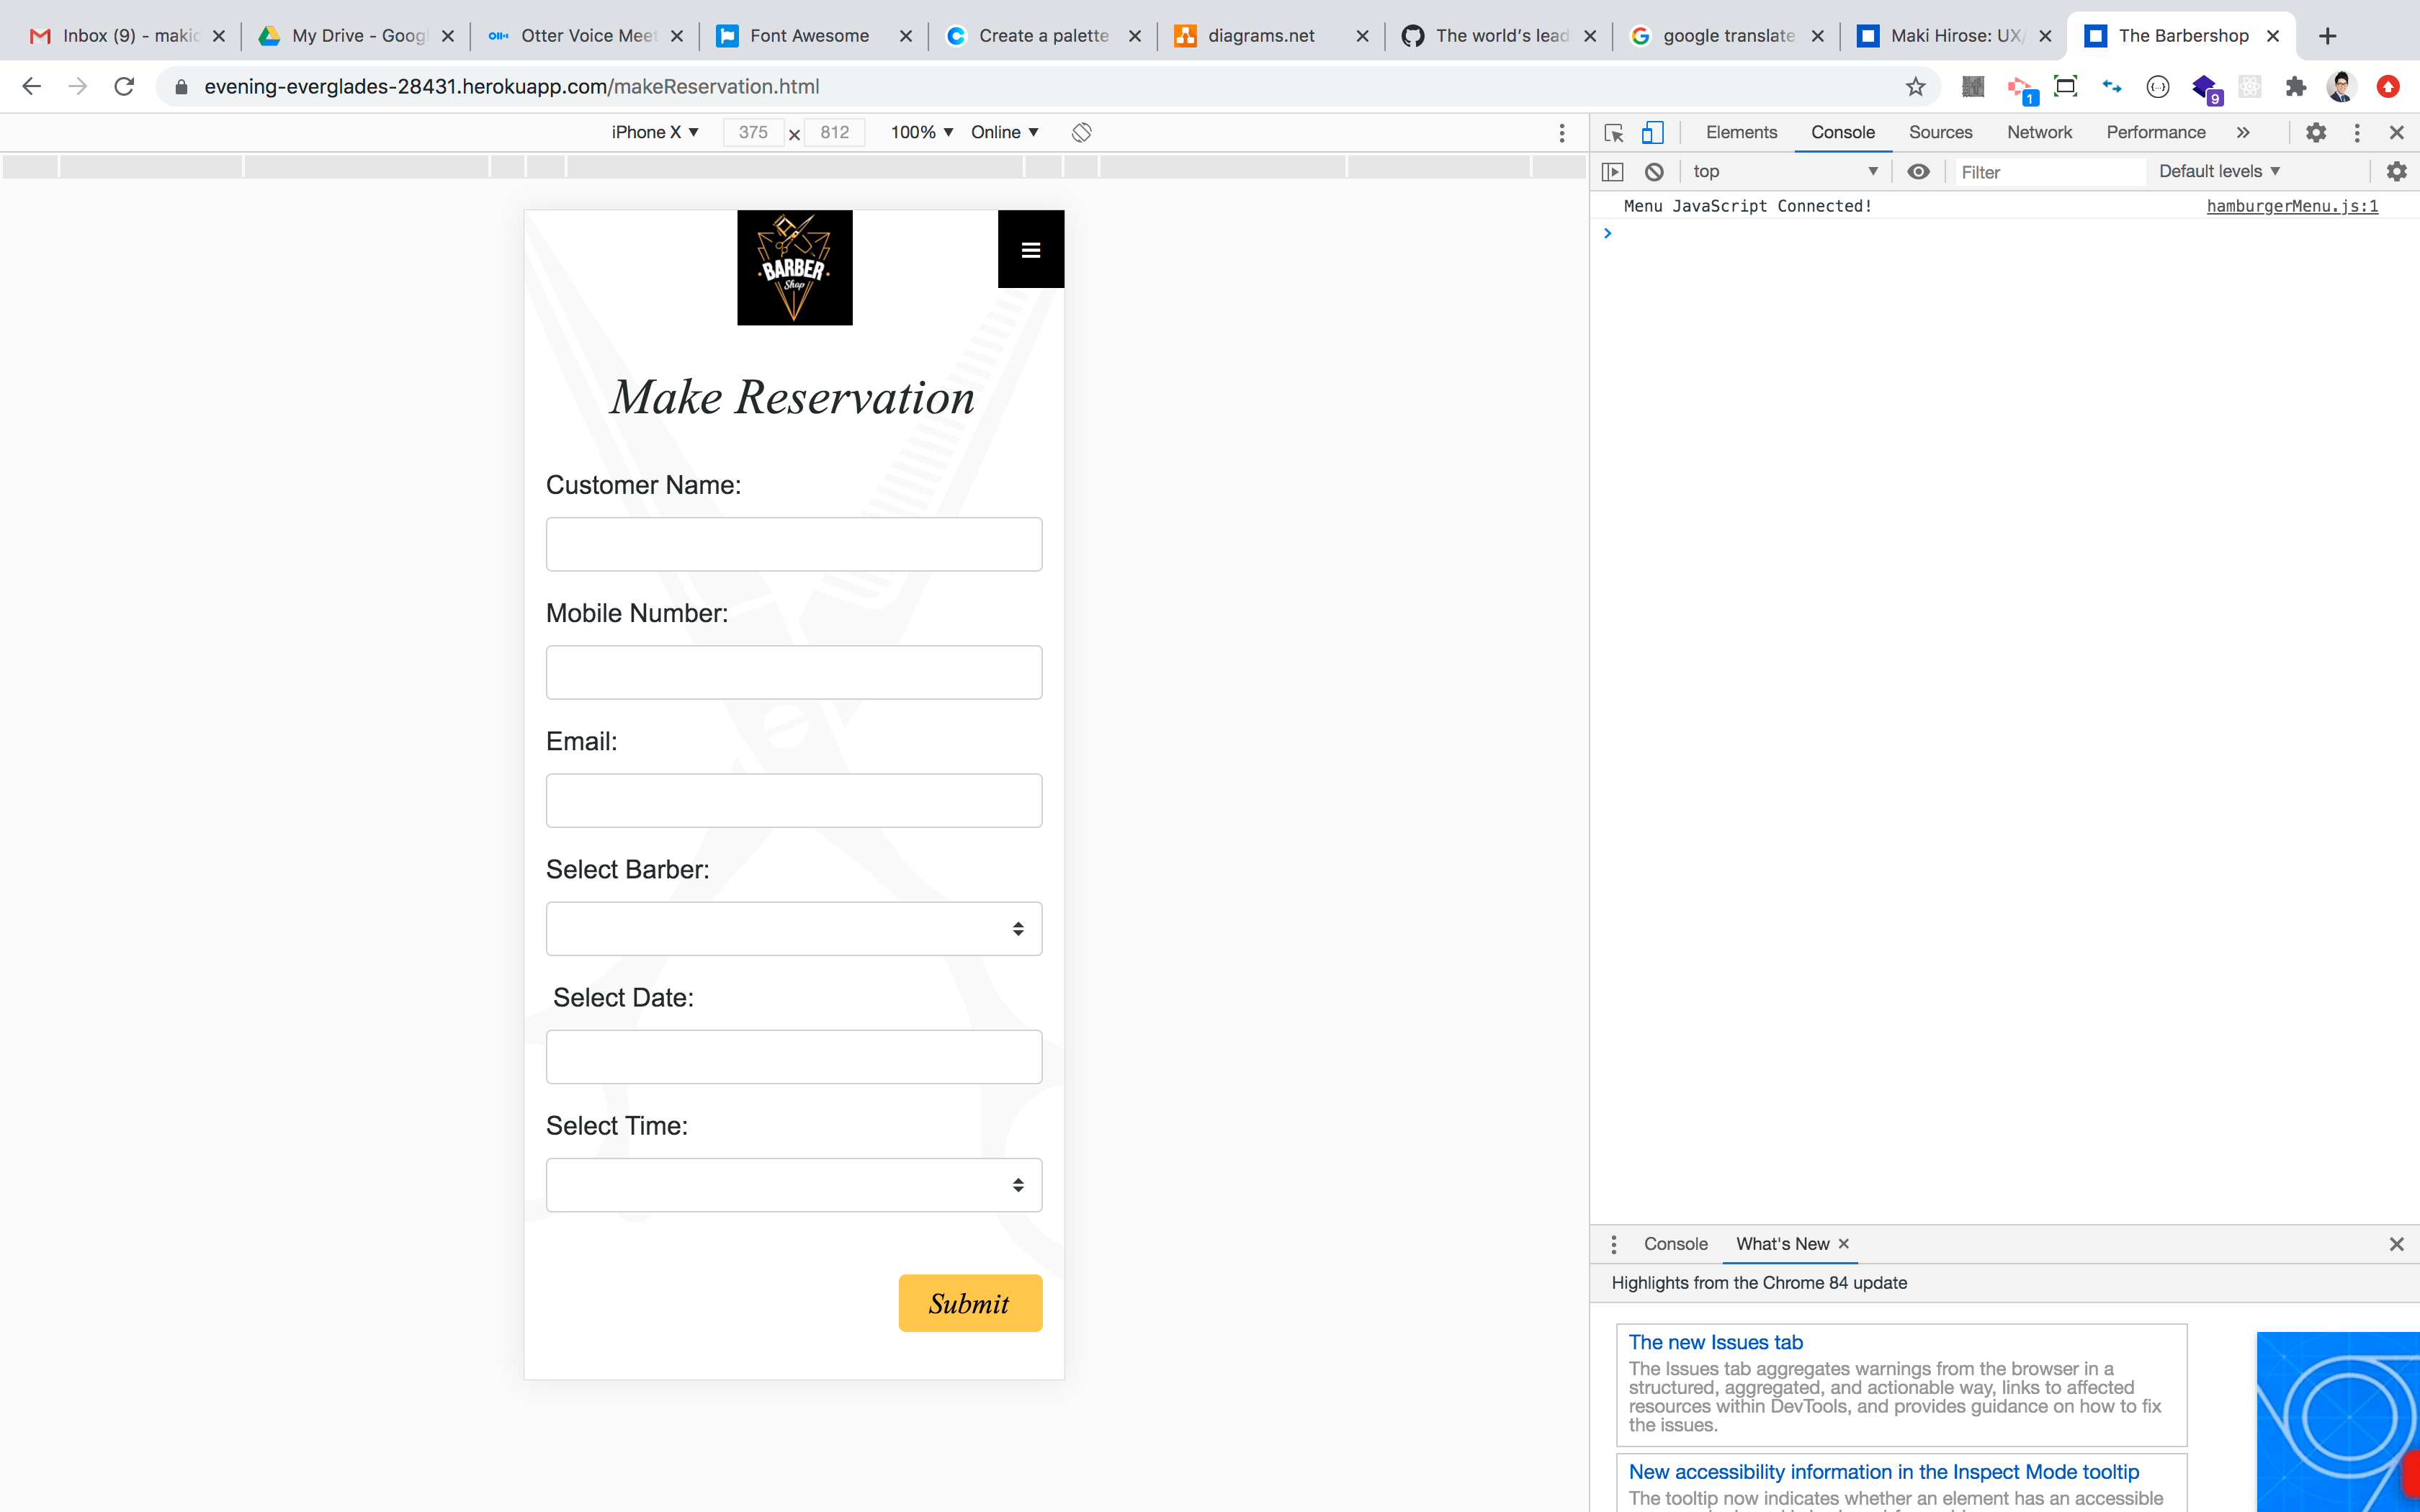 Inbox (9) - maki
My Drive - Goog
Otter Voice Meet
Font Awesome
Create a palette
diagrams.net
The world's lead
google translate
Maki Hirose: UX/
The Barbershop
evening-everglades-28431.herokuapp.com/makeReservation.html
1
9
iPhone X ▼ 375 × 812 100% ▼ Online ▼
Elements Console Sources Network Performance »
top ▼ Filter Default levels ▼
Menu JavaScript Connected! hamburgerMenu.js:1
BARBER
Shop
Make Reservation
Customer Name:
Mobile Number:
Email:
Select Barber:
Select Date:
Select Time:
Submit
Console What's New
Highlights from the Chrome 84 update
The new Issues tab
The Issues tab aggregates warnings from the browser in a
structured, aggregated, and actionable way, links to affected
resources within DevTools, and provides guidance on how to fix
the issues.
New accessibility information in the Inspect Mode tooltip
The tooltip now indicates whether an element has an accessible